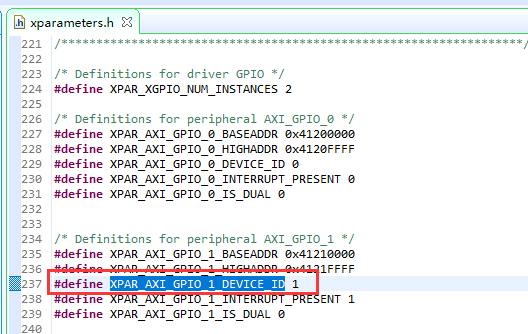 xparameters.h
221 /******************************************************************/
222
223 /* Definitions for driver GPIO */
224 #define XPAR_XGPIO_NUM_INSTANCES 2
225
226 /* Definitions for peripheral AXI_GPIO_0 */
227 #define XPAR_AXI_GPIO_0_BASEADDR 0x41200000
228 #define XPAR_AXI_GPIO_0_HIGHADDR 0x4120FFFF
229 #define XPAR_AXI_GPIO_0_DEVICE_ID 0
230 #define XPAR_AXI_GPIO_0_INTERRUPT_PRESENT 0
231 #define XPAR_AXI_GPIO_0_IS_DUAL 0
232
233
234 /* Definitions for peripheral AXI_GPIO_1 */
235 #define XPAR_AXI_GPIO_1_BASEADDR 0x41210000
236 #define XPAR_AXI_GPIO_1_HIGHADDR 0x4121FFFF
237 #define XPAR_AXI_GPIO_1_DEVICE_ID 1
238 #define XPAR_AXI_GPIO_1_INTERRUPT_PRESENT 1
239 #define XPAR_AXI_GPIO_1_IS_DUAL 0
240